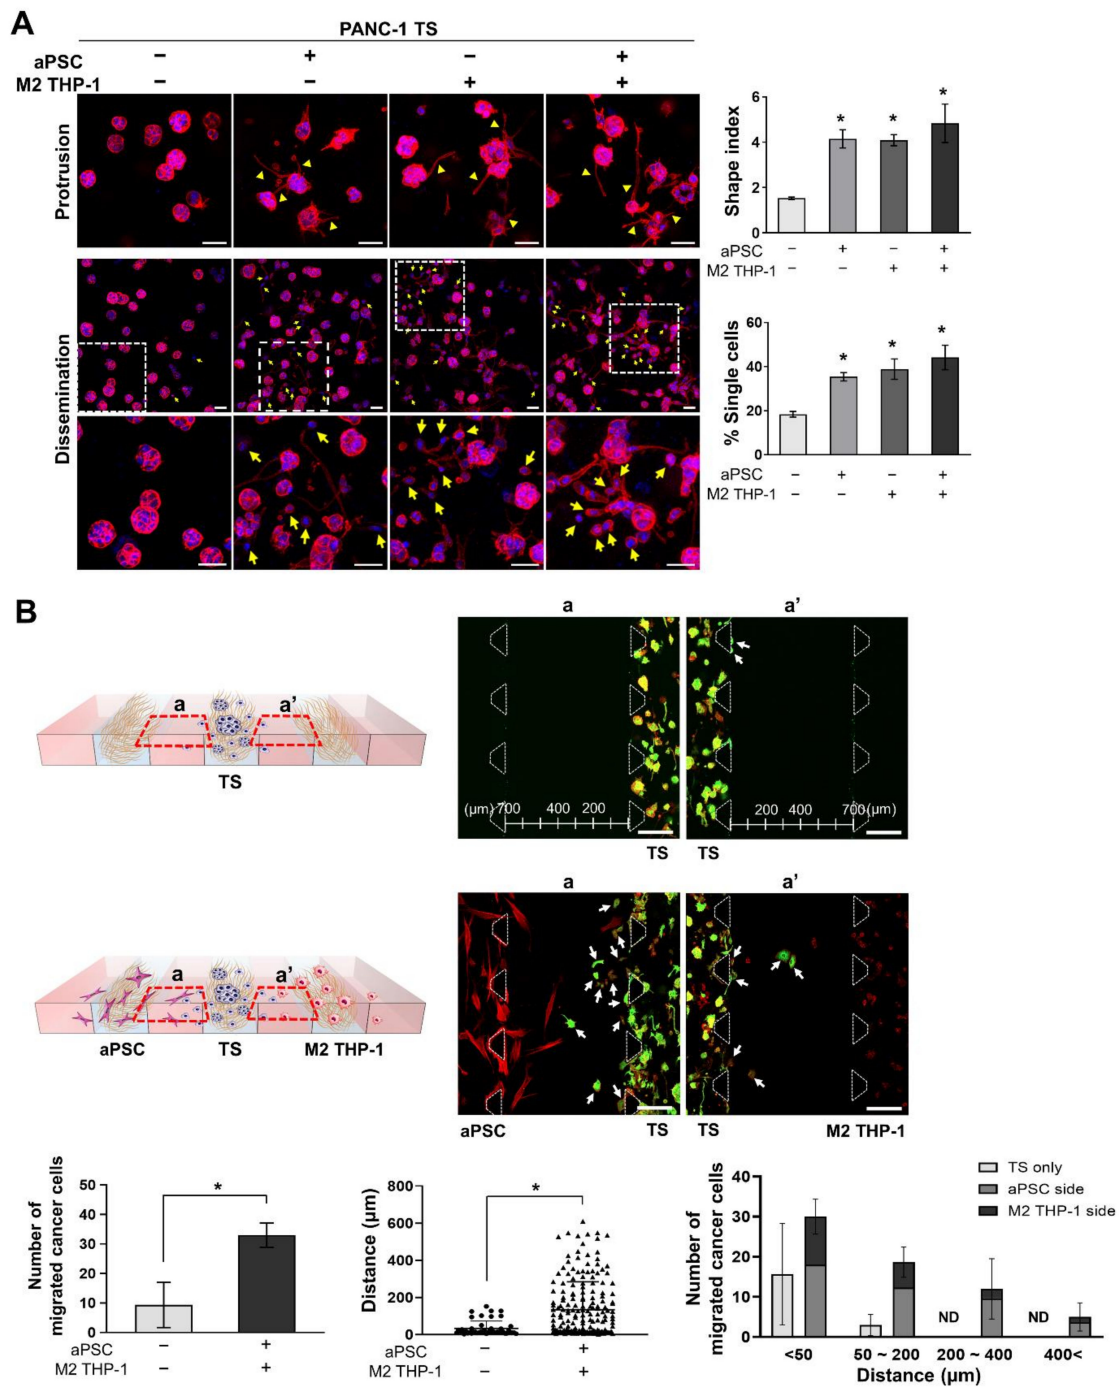 A
PANC-1 TS
aPSC – + – +
M2 THP-1 – – + +
Protrusion
Dissemination
6
4
2
0
Shape index
* * *
aPSC – + – +
M2 THP-1 – – + +
60
40
20
0
% Single cells
* * *
aPSC – + – +
M2 THP-1 – – + +
B
a a'
a a'
TS
(µm) 700 400 200
200 400 700 (µm)
TS TS
a a'
a a'
aPSC TS M2 THP-1
aPSC TS TS M2 THP-1
50
40
30
20
10
0
Number of
migrated cancer cells
*
aPSC – +
M2 THP-1 – +
800
600
400
200
0
Distance (µm)
*
aPSC – +
M2 THP-1 – +
TS only
aPSC side
M2 THP-1 side
40
30
20
10
0
Number of
migrated cancer cells
ND ND
<50 50 ~ 200 200 ~ 400 400<
Distance (µm)